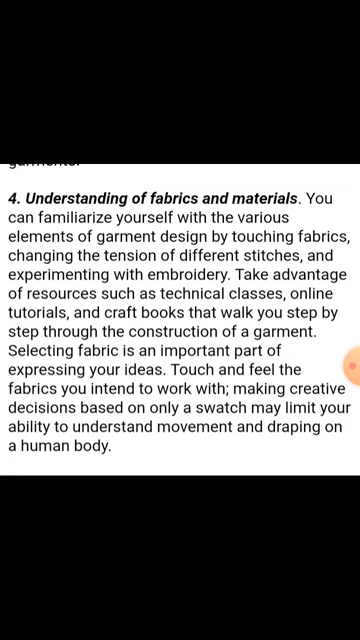 4. Understanding of fabrics and materials. You
can familiarize yourself with the various
elements of garment design by touching fabrics,
changing the tension of different stitches, and
experimenting with embroidery. Take advantage
of resources such as technical classes, online
tutorials, and craft books that walk you step by
step through the construction of a garment.
Selecting fabric is an important part of
expressing your ideas. Touch and feel the
fabrics you intend to work with; making creative
decisions based on only a swatch may limit your
ability to understand movement and draping on
a human body.